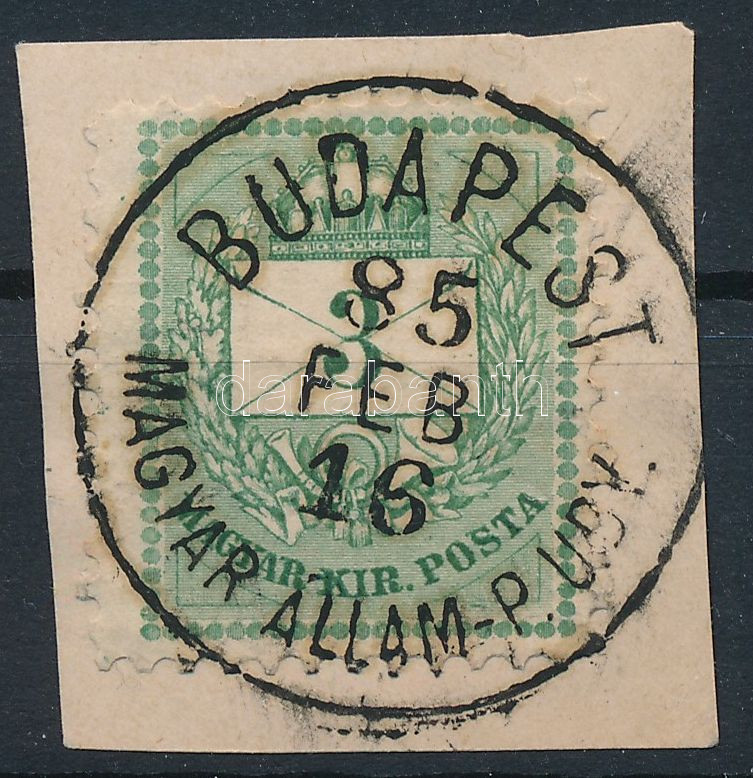 BUDAPEST
85
FEB
16
MAGYAR ÁLLAM-P. UDV.
3
MAGYAR KIR. POSTA
darabanth